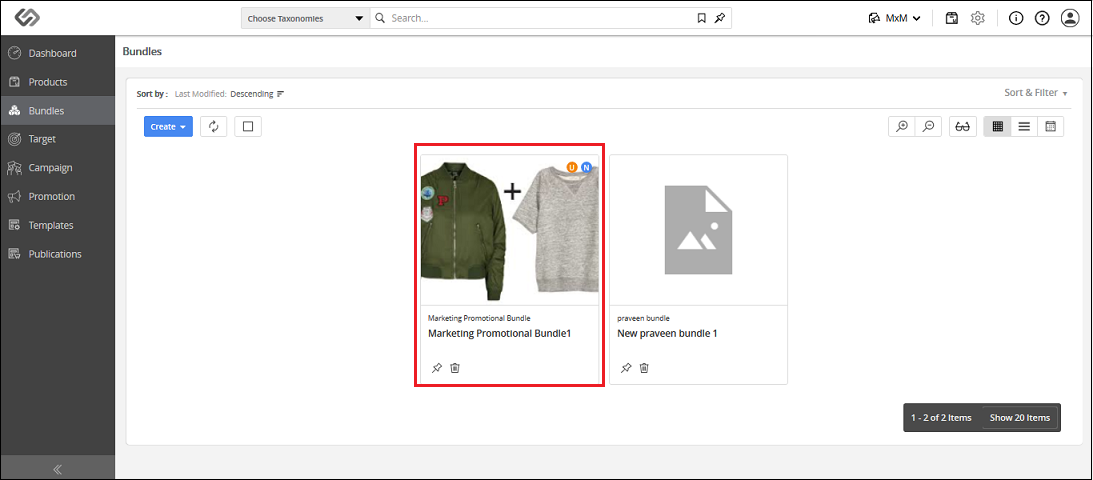 Choose Taxonomies
Search...
MxM
Dashboard
Products
Bundles
Target
Campaign
Promotion
Templates
Publications
Bundles
Sort by : Last Modified: Descending
Sort & Filter
Create
U N
P
+
Marketing Promotional Bundle
Marketing Promotional Bundle1
praveen bundle
New praveen bundle 1
1 - 2 of 2 Items Show 20 Items